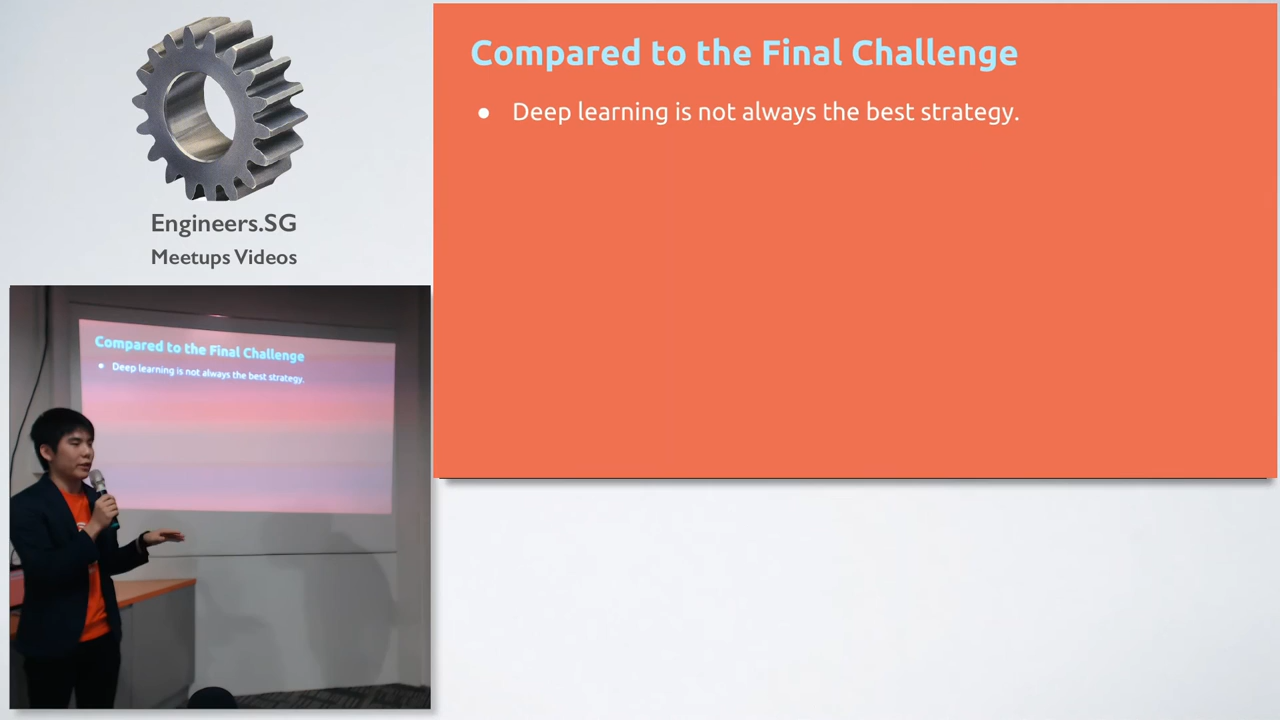 Engineers.SG
Meetups Videos
Compared to the Final Challenge
● Deep learning is not always the best strategy.
Compared to the Final Challenge
● Deep learning is not always the best strategy.